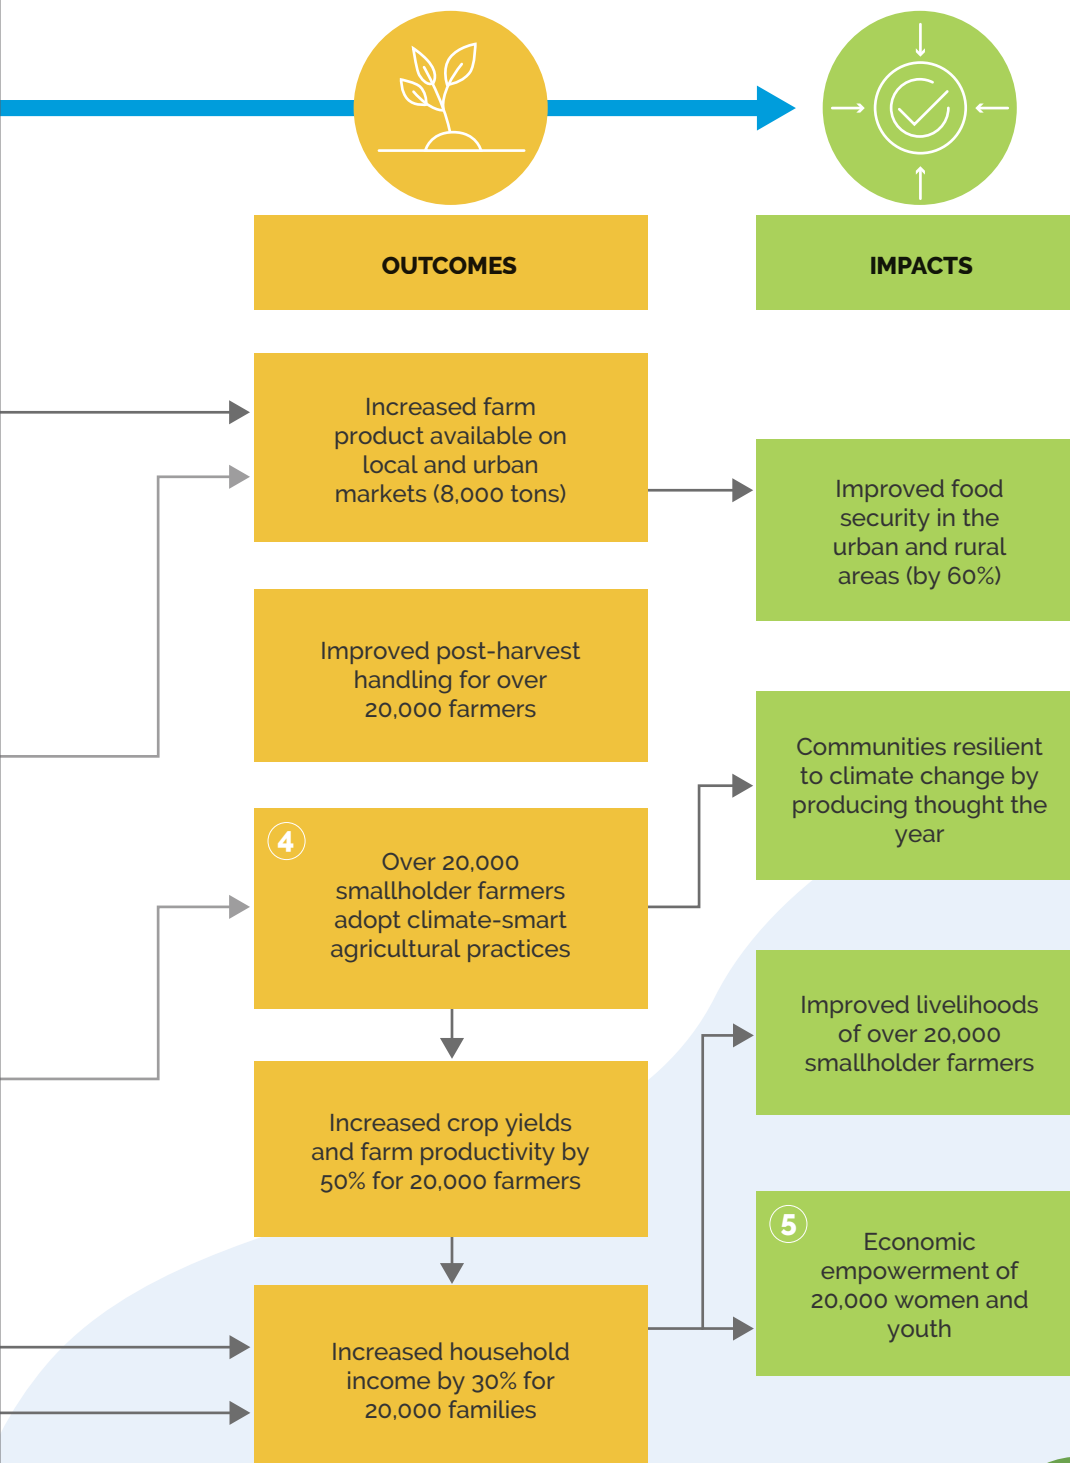 OUTCOMES
IMPACTS
Increased farm
product available on
local and urban
markets (8,000 tons)
Improved food
security in the
urban and rural
areas (by 60%)
Improved post-harvest
handling for over
20,000 farmers
Communities resilient
to climate change by
producing thought the
year
4
Over 20,000
smallholder farmers
adopt climate-smart
agricultural practices
Improved livelihoods
of over 20,000
smallholder farmers
Increased crop yields
and farm productivity by
50% for 20,000 farmers
5
Economic
empowerment of
20,000 women and
youth
Increased household
income by 30% for
20,000 families